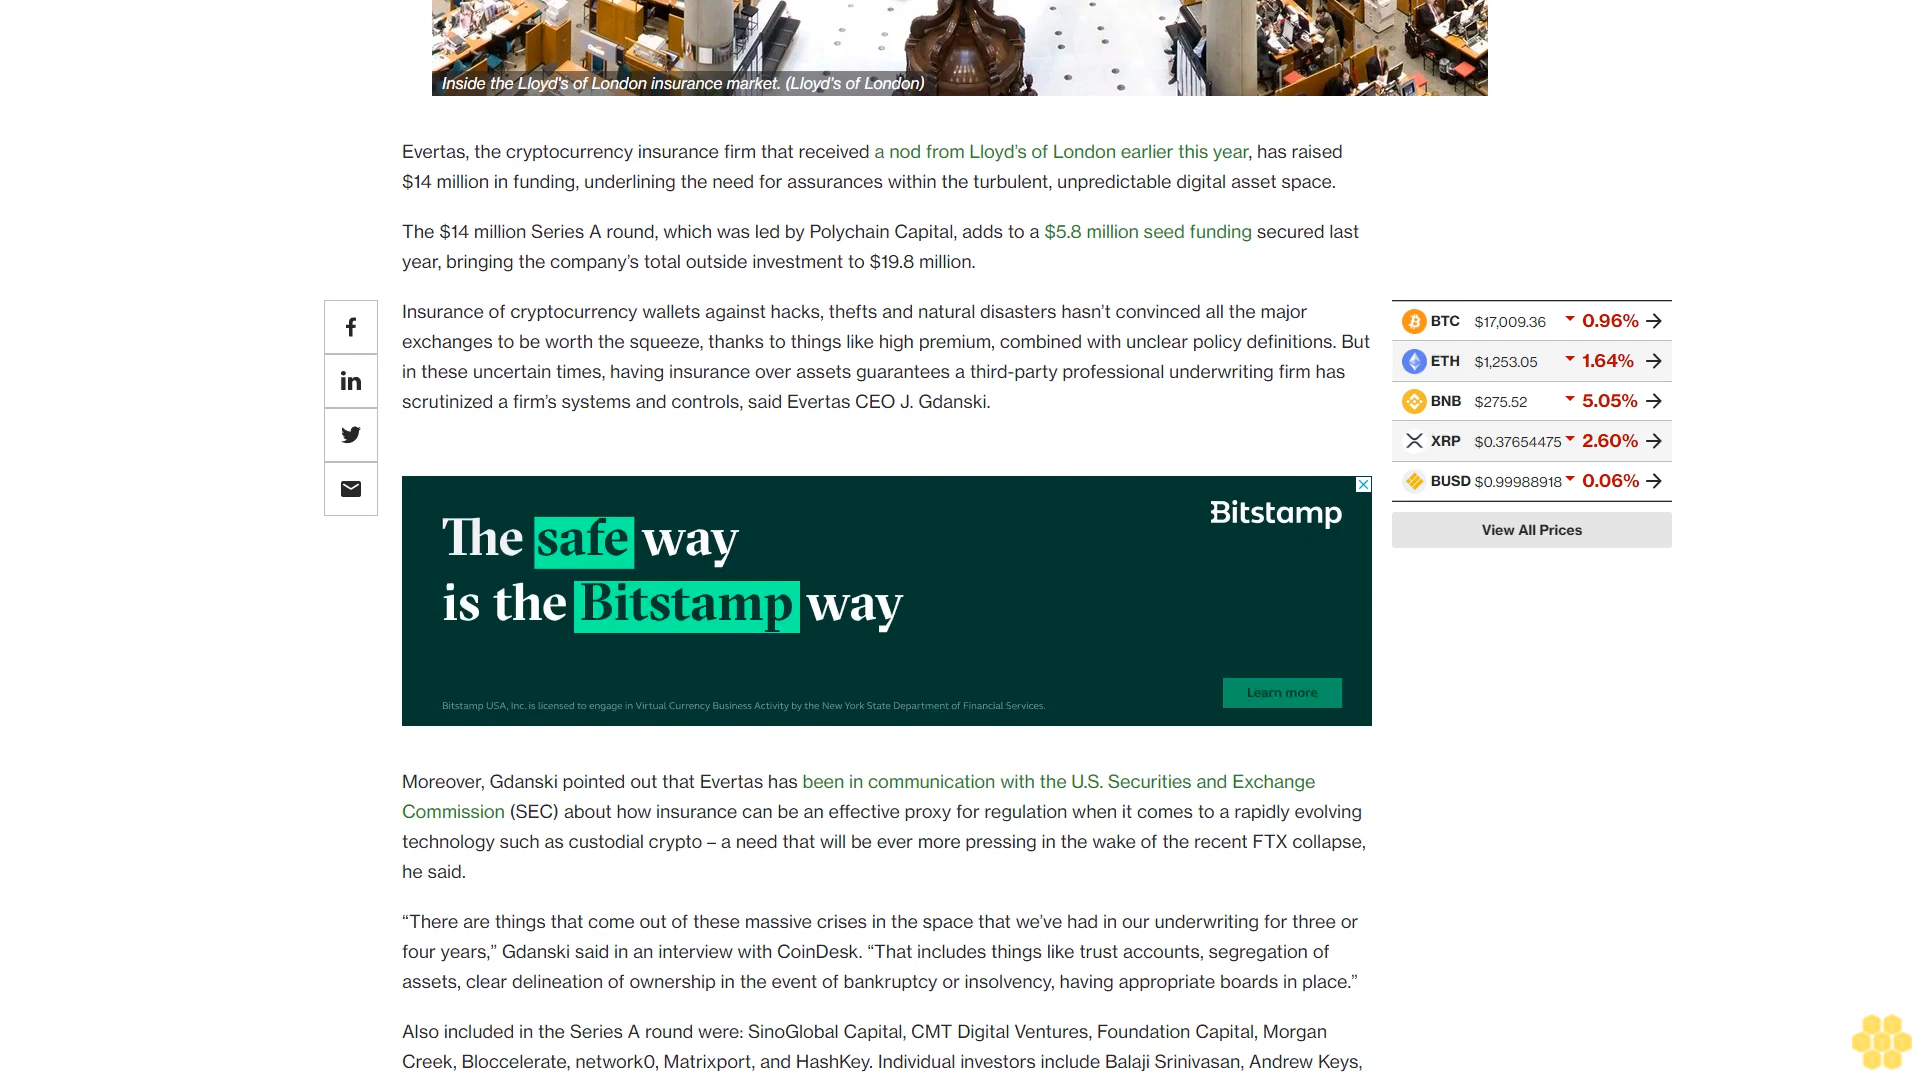 Inside the Lloyd's of London insurance market. (Lloyd's of London)
Evertas, the cryptocurrency insurance firm that received a nod from Lloyd’s of London earlier this year, has raised
$14 million in funding, underlining the need for assurances within the turbulent, unpredictable digital asset space.
The $14 million Series A round, which was led by Polychain Capital, adds to a $5.8 million seed funding secured last
year, bringing the company’s total outside investment to $19.8 million.
Insurance of cryptocurrency wallets against hacks, thefts and natural disasters hasn’t convinced all the major
exchanges to be worth the squeeze, thanks to things like high premium, combined with unclear policy definitions. But
in these uncertain times, having insurance over assets guarantees a third-party professional underwriting firm has
scrutinized a firm’s systems and controls, said Evertas CEO J. Gdanski.
BTC $17,009.36 0.96%
ETH $1,253.05 1.64%
BNB $275.52 5.05%
XRP $0.37654475 2.60%
BUSD $0.99988918 0.06%
View All Prices
Bitstamp
The safe way
is the Bitstamp way
Learn more
Bitstamp USA, Inc. is licensed to engage in Virtual Currency Business Activity by the New York State Department of Financial Services.
Moreover, Gdanski pointed out that Evertas has been in communication with the U.S. Securities and Exchange
Commission (SEC) about how insurance can be an effective proxy for regulation when it comes to a rapidly evolving
technology such as custodial crypto – a need that will be ever more pressing in the wake of the recent FTX collapse,
he said.
“There are things that come out of these massive crises in the space that we’ve had in our underwriting for three or
four years,” Gdanski said in an interview with CoinDesk. “That includes things like trust accounts, segregation of
assets, clear delineation of ownership in the event of bankruptcy or insolvency, having appropriate boards in place.”
Also included in the Series A round were: SinoGlobal Capital, CMT Digital Ventures, Foundation Capital, Morgan
Creek, Bloccelerate, network0, Matrixport, and HashKey. Individual investors include Balaji Srinivasan, Andrew Keys,